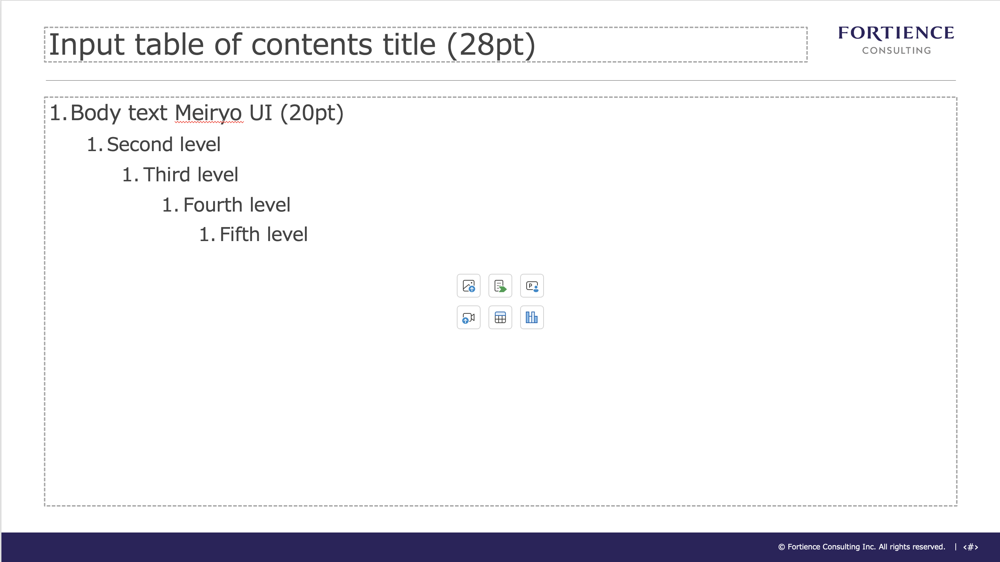 Input table of contents title (28pt)
FORTIENCE
CONSULTING
1. Body text Meiryo UI (20pt)
1. Second level
1. Third level
1. Fourth level
1. Fifth level
P
© Fortience Consulting Inc. All rights reserved. | <#>